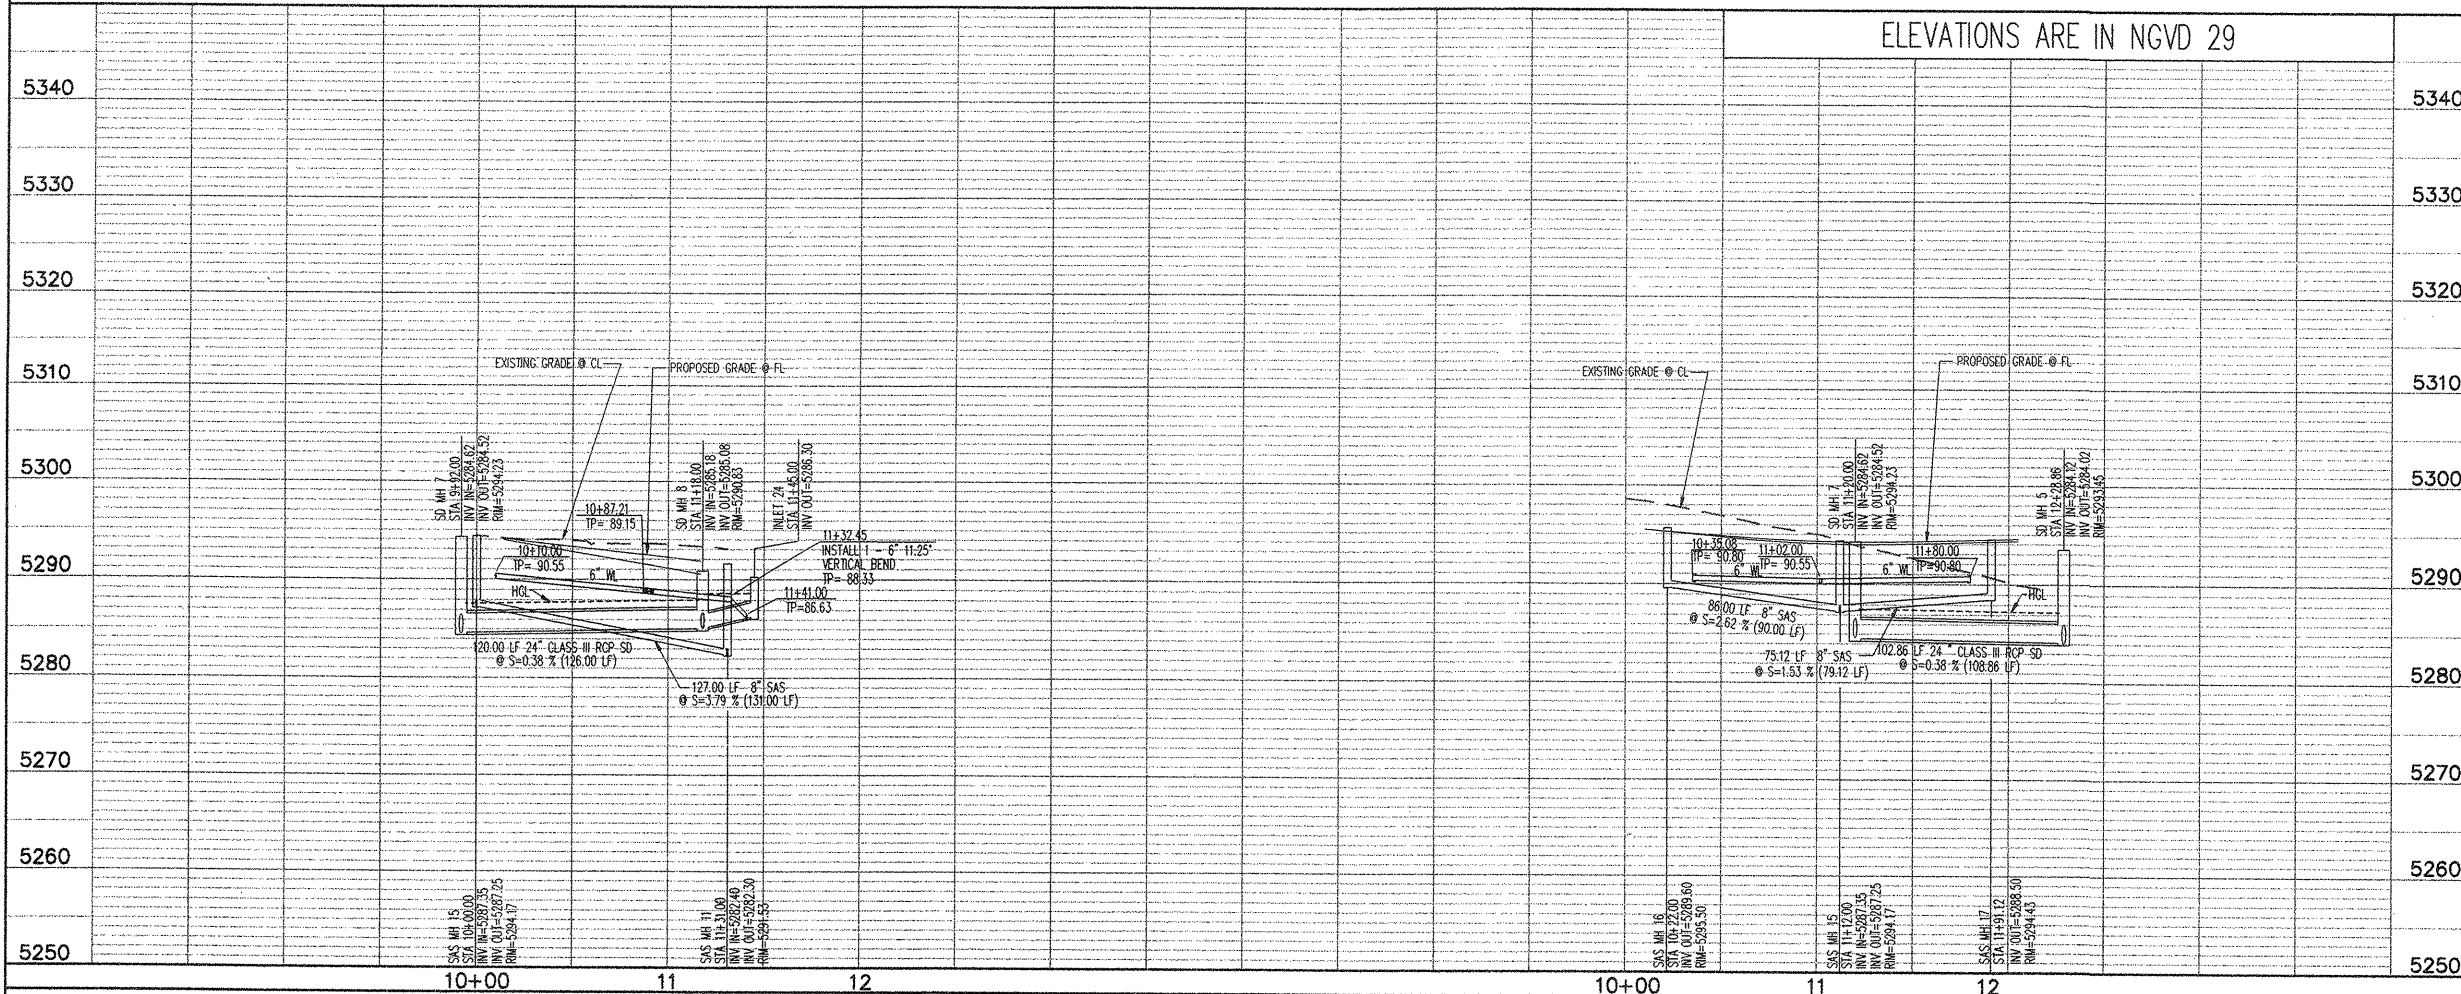 ELEVATIONS ARE IN NGVD 29
5340
5330
5320
5310
5300
5290
5280
5270
5260
5250
EXISTING GRADE @ CL
PROPOSED GRADE @ FL
SD MH 7
STA 9+92.00
INV IN=5284.62
INV OUT=5284.52
RIM=5294.23
10+87.21
TP= 89.15
SD MH 8
STA 11+18.00
INV IN=5285.18
INV OUT=5285.08
RIM=5290.83
INLET 24
STA 11+45.00
INV OUT=5286.30
10+10.00
TP= 90.55
6" WL
HGL
11+32.45
INSTALL 1 - 6" 11.25°
VERTICAL BEND
TP= 88.33
11+41.00
TP=86.63
120.00 LF 24" CLASS III RCP SD
@ S=0.38 % (126.00 LF)
127.00 LF 8" SAS
@ S=3.79 % (131.00 LF)
SAS MH 15
STA 10+00.00
INV IN=5287.35
INV OUT=5287.25
RIM=5294.17
SAS MH 11
STA 11+31.00
INV IN=5282.40
INV OUT=5282.30
RIM=5291.53
10+00
11
12
EXISTING GRADE @ CL
PROPOSED GRADE @ FL
SD MH 7
STA 11+20.00
INV IN=5284.62
INV OUT=5284.52
RIM=5294.23
SD MH 5
STA 12+28.86
INV IN=5284.12
INV OUT=5284.02
RIM=5293.45
10+35.08
TP= 90.80
6" WL
11+02.00
TP= 90.55
6" WL
11+80.00
TP=90.80
HGL
86.00 LF 8" SAS
@ S=2.62 % (90.00 LF)
75.12 LF 8" SAS
@ S=1.53 % (79.12 LF)
102.86 LF 24 " CLASS III RCP SD
@ S=0.38 % (108.86 LF)
SAS MH 16
STA 10+22.00
INV OUT=5289.60
RIM=5295.50
SAS MH 15
STA 11+12.00
INV IN=5287.35
INV OUT=5287.25
RIM=5294.17
SAS MH 17
STA 11+91.12
INV OUT=5288.50
RIM=5294.43
10+00
11
12
5340
5330
5320
5310
5300
5290
5280
5270
5260
5250